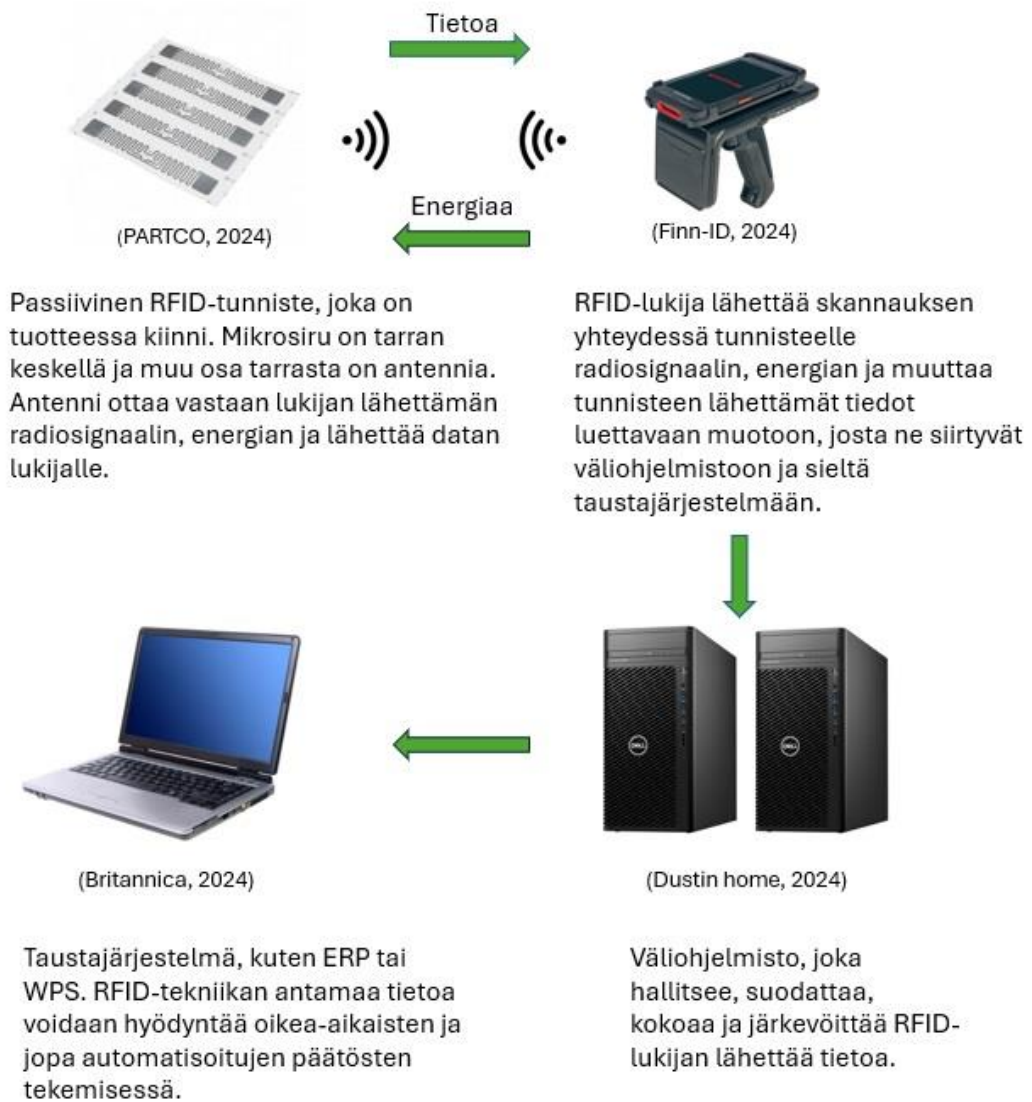 Tietoa
(PARTCO, 2024)
Energiaa
(Finn-ID, 2024)
Passiivinen RFID-tunniste, joka on
tuotteessa kiinni. Mikrosiru on tarran
keskellä ja muu osa tarrasta on antennia.
Antenni ottaa vastaan lukijan lähettämän
radiosignaalin, energian ja lähettää datan
lukijalle.
RFID-lukija lähettää skannauksen
yhteydessä tunnisteelle
radiosignaalin, energian ja muuttaa
tunnisteen lähettämät tiedot
luettavaan muotoon, josta ne siirtyvät
väliohjelmistoon ja sieltä
taustajärjestelmään.
DELL
DELL
(Britannica, 2024)
(Dustin home, 2024)
Taustajärjestelmä, kuten ERP tai
WPS. RFID-tekniikan antamaa tietoa
voidaan hyödyntää oikea-aikaisten ja
jopa automatisoitujen päätösten
tekemisessä.
Väliohjelmisto, joka
hallitsee, suodattaa,
kokoaa ja järkevöittää RFID-
lukijan lähettää tietoa.